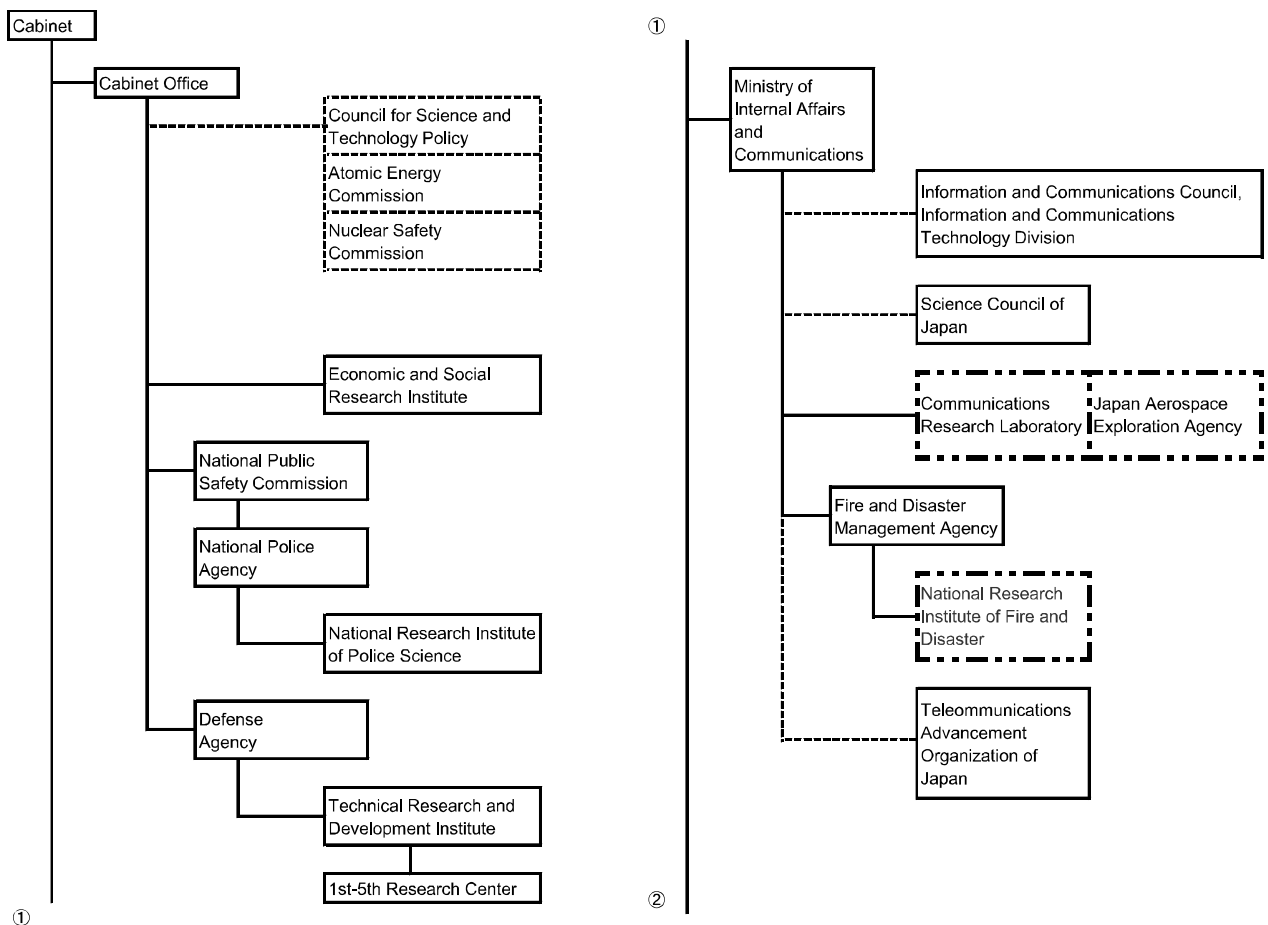 Cabinet
Cabinet Office
Council for Science and
Technology Policy
Atomic Energy
Commission
Nuclear Safety
Commission
Economic and Social
Research Institute
National Public
Safety Commission
National Police
Agency
National Research Institute
of Police Science
Defense
Agency
Technical Research and
Development Institute
1st-5th Research Center
①
①
Ministry of
Internal Affairs
and
Communications
Information and Communications Council,
Information and Communications
Technology Division
Science Council of
Japan
Communications
Research Laboratory
Japan Aerospace
Exploration Agency
Fire and Disaster
Management Agency
National Research
Institute of Fire and
Disaster
Telecommunications
Advancement
Organization of
Japan
②